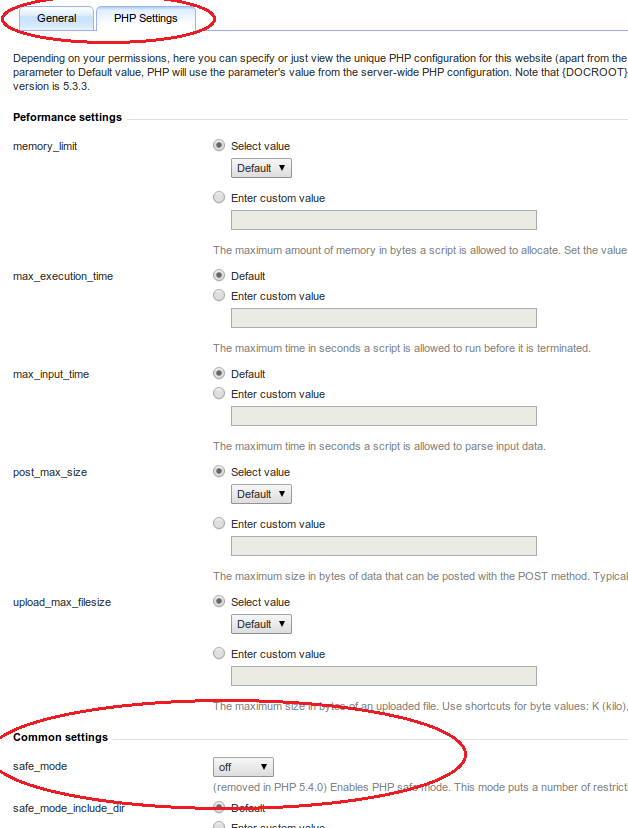 General PHP Settings
Depending on your permissions, here you can specify or just view the unique PHP configuration for this website (apart from the
parameter to Default value, PHP will use the parameter's value from the server-wide PHP configuration. Note that {DOCROOT}
version is 5.3.3.
Peformance settings
memory_limit Select value
Default
Enter custom value
The maximum amount of memory in bytes a script is allowed to allocate. Set the value
max_execution_time Default
Enter custom value
The maximum time in seconds a script is allowed to run before it is terminated.
max_input_time Default
Enter custom value
The maximum time in seconds a script is allowed to parse input data.
post_max_size Select value
Default
Enter custom value
The maximum size in bytes of data that can be posted with the POST method. Typical
upload_max_filesize Select value
Default
Enter custom value
The maximum size in bytes of an uploaded file. Use shortcuts for byte values: K (kilo),
Common settings
safe_mode off
(removed in PHP 5.4.0) Enables PHP safe mode. This mode puts a number of restricti
safe_mode_include_dir Default
Enter custom value